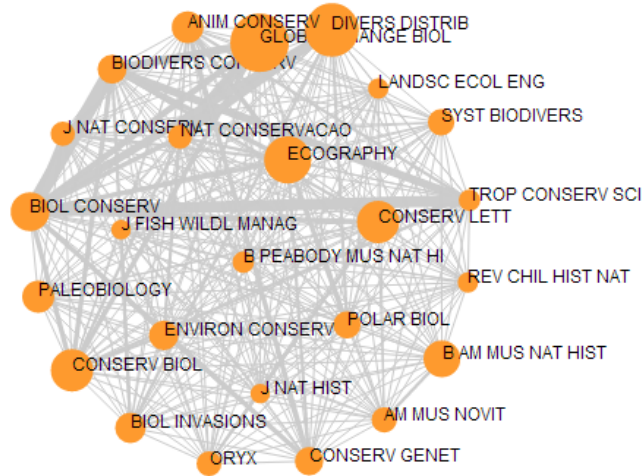 ANIM CONSERV
DIVERS DISTRIB
GLOB CHANGE BIOL
BIODIVERS CONSERV
LANDSC ECOL ENG
SYST BIODIVERS
J NAT CONSERV
NAT CONSERVACAO
ECOGRAPHY
TROP CONSERV SCI
BIOL CONSERV
CONSERV LETT
J FISH WILDL MANAG
B PEABODY MUS NAT HI
REV CHIL HIST NAT
PALEOBIOLOGY
POLAR BIOL
ENVIRON CONSERV
B AM MUS NAT HIST
CONSERV BIOL
J NAT HIST
AM MUS NOVIT
BIOL INVASIONS
ORYX
CONSERV GENET